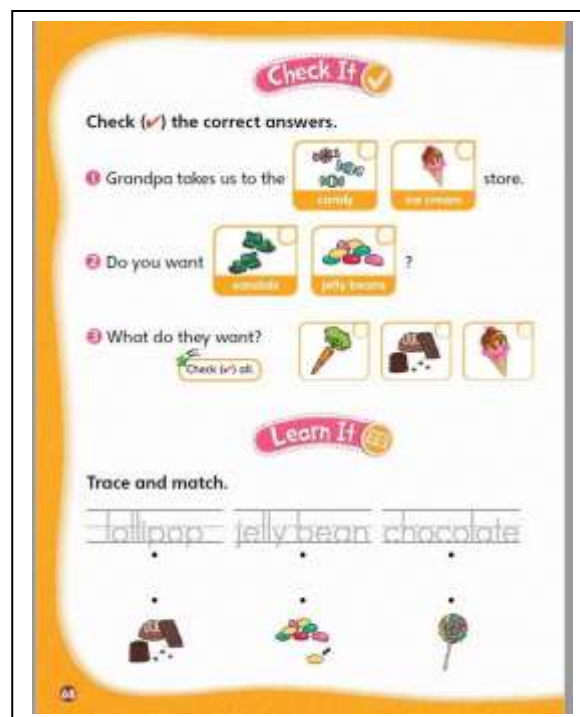 Check It
Check (✔) the correct answers.
1 Grandpa takes us to the candy ice cream store.
2 Do you want sandals jelly beans ?
3 What do they want?
Check (✔) all.
Learn It
Trace and match.
lollipop jelly bean chocolate
68